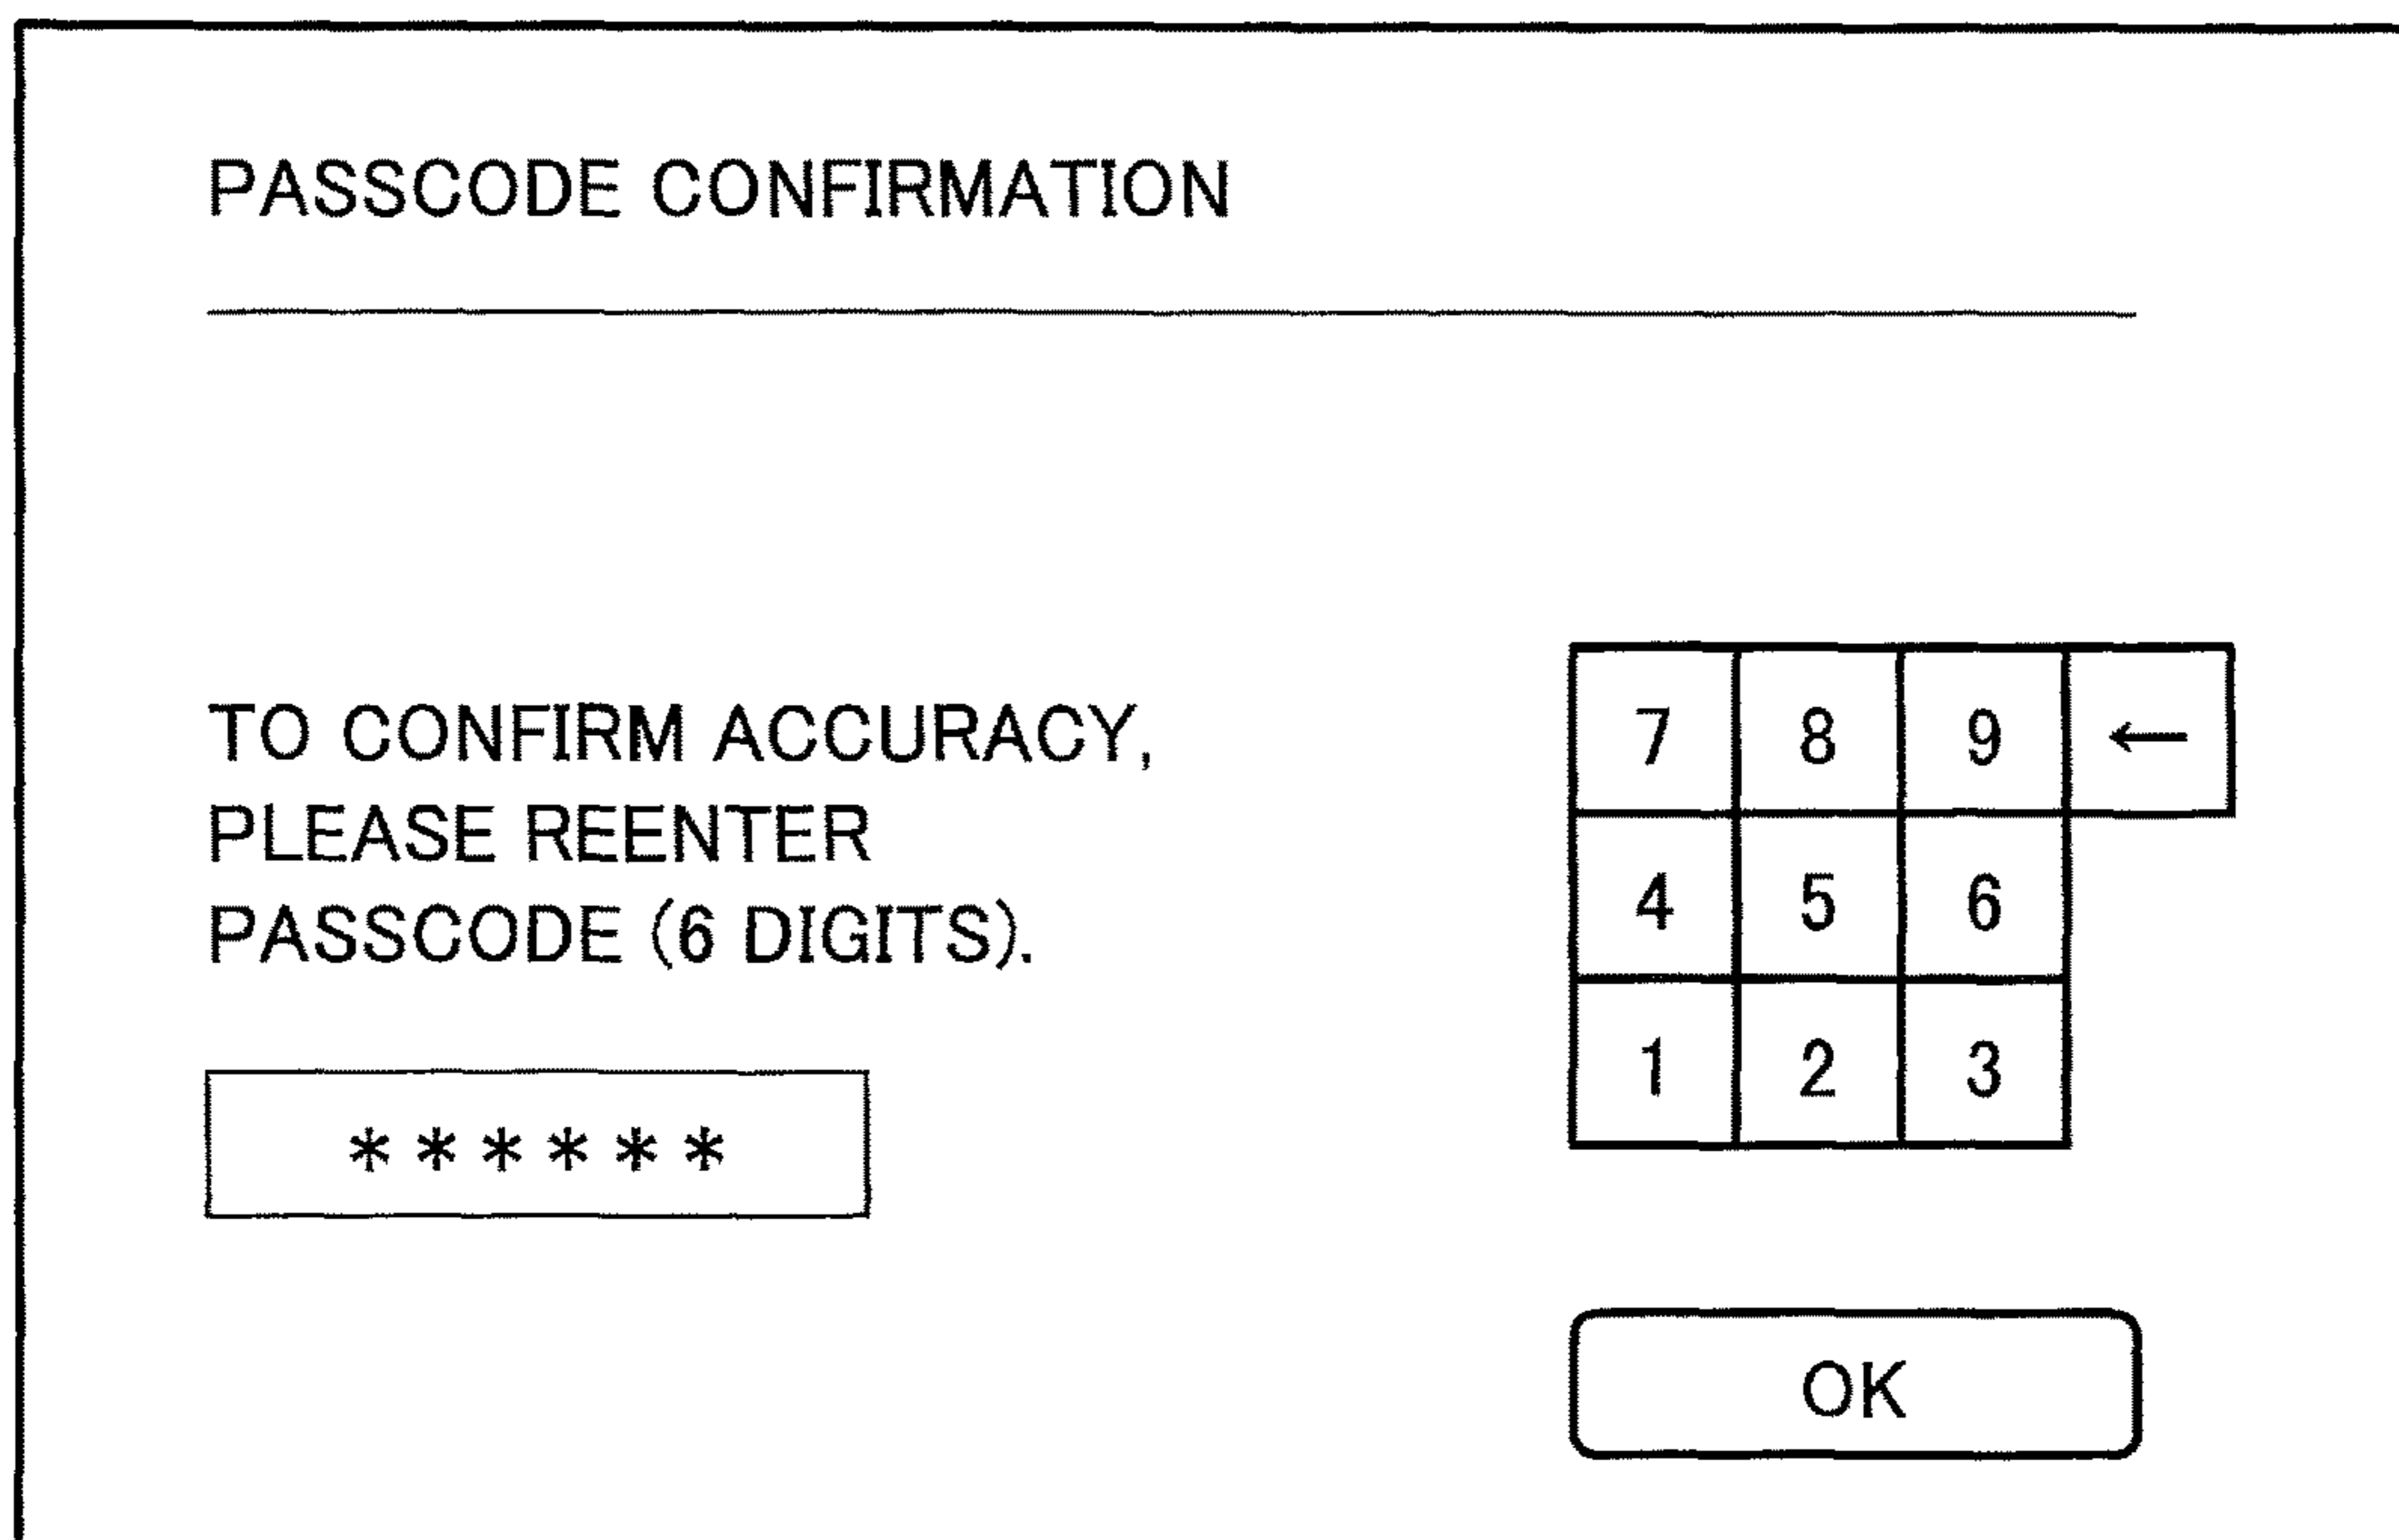 PASSCODE CONFIRMATION
TO CONFIRM ACCURACY,
PLEASE REENTER
PASSCODE (6 DIGITS).
******
7 8 9 ←
4 5 6
1 2 3
OK